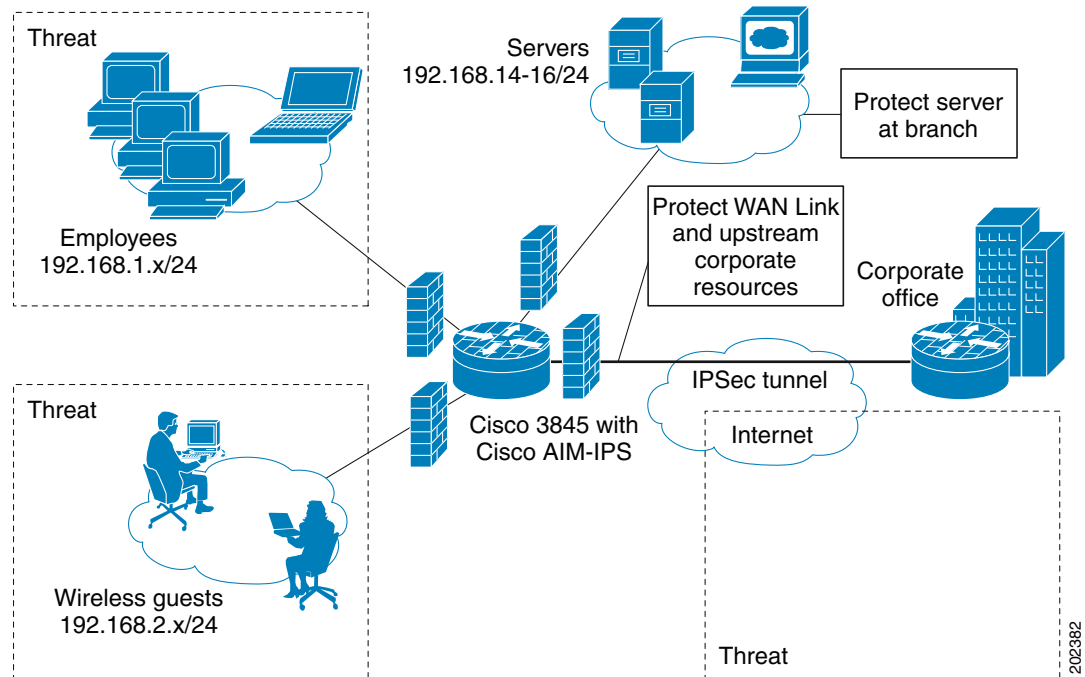 Threat
Employees
192.168.1.x/24
Servers
192.168.14-16/24
Protect server
at branch
Protect WAN Link
and upstream
corporate
resources
Corporate
office
IPSec tunnel
Internet
Cisco 3845 with
Cisco AIM-IPS
Threat
Wireless guests
192.168.2.x/24
Threat
202382